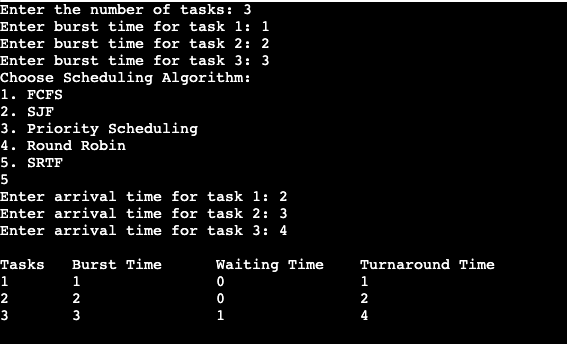 Enter the number of tasks: 3
Enter burst time for task 1: 1
Enter burst time for task 2: 2
Enter burst time for task 3: 3
Choose Scheduling Algorithm:
1. FCFS
2. SJF
3. Priority Scheduling
4. Round Robin
5. SRTF
5
Enter arrival time for task 1: 2
Enter arrival time for task 2: 3
Enter arrival time for task 3: 4

Tasks   Burst Time      Waiting Time    Turnaround Time
1       1               0               1
2       2               0               2
3       3               1               4